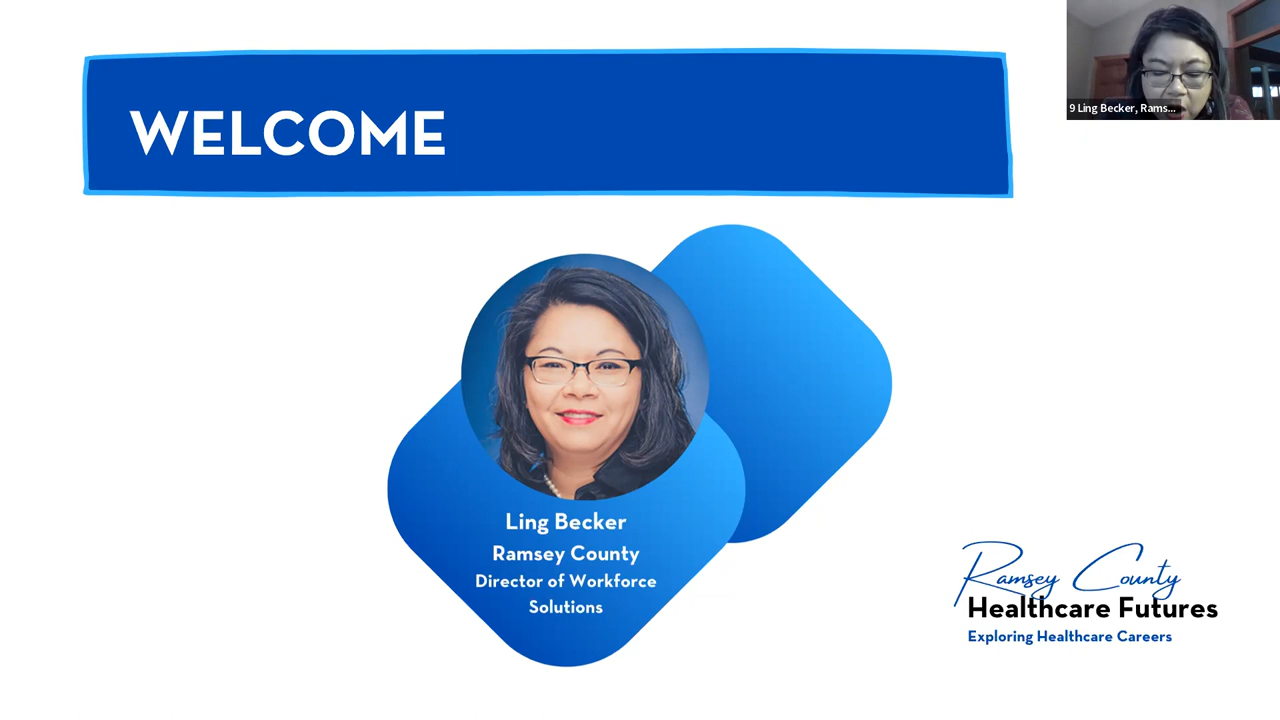 WELCOME
9 Ling Becker, Rams...
Ling Becker
Ramsey County
Director of Workforce
Solutions
Ramsey County
Healthcare Futures
Exploring Healthcare Careers